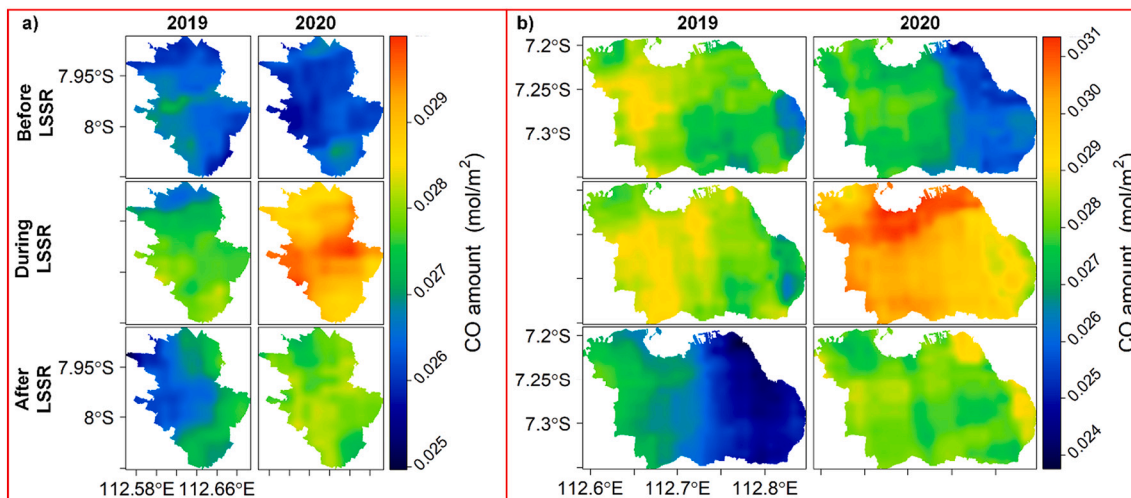 a)
2019
2020
Before
LSSR
7.95°S
8°S
During
LSSR
After
LSSR
7.95°S
8°S
112.58°E
112.66°E
0.029
0.028
0.027
0.026
0.025
CO amount (mol/m²)
b)
2019
2020
7.2°S
7.25°S
7.3°S
7.2°S
7.25°S
7.3°S
112.6°E
112.7°E
112.8°E
0.031
0.030
0.029
0.028
0.027
0.026
0.025
0.024
CO amount (mol/m²)